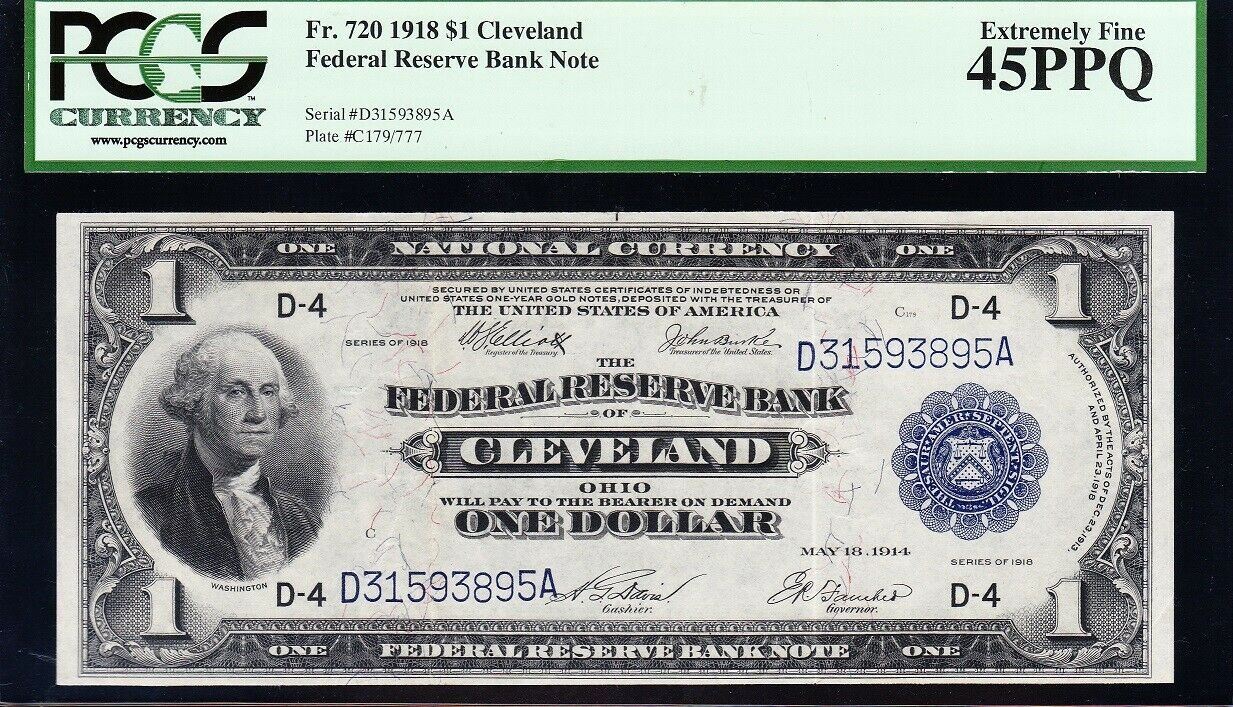 PCGS
CURRENCY
www.pcgscurrency.com
Fr. 720 1918 $1 Cleveland
Federal Reserve Bank Note
Serial #D31593895A
Plate #C179/777
Extremely Fine
45PPQ
ONE NATIONAL CURRENCY ONE
1 1
SECURED BY UNITED STATES CERTIFICATES OF INDEBTEDNESS OR
UNITED STATES ONE-YEAR GOLD NOTES, DEPOSITED WITH THE TREASURER OF
THE UNITED STATES OF AMERICA
D-4 C179 D-4
SERIES OF 1918
Register of the Treasury.
John Burke
Treasurer of the United States.
D31593895A
THE
FEDERAL RESERVE BANK
OF
CLEVELAND
OHIO
WILL PAY TO THE BEARER ON DEMAND
ONE DOLLAR
AUTHORIZED BY THE ACTS OF DEC. 23, 1913.
AND APRIL 23, 1918
C
MAY 18, 1914
SERIES OF 1918
WASHINGTON
D-4 D31593895A
Cashier.
Governor.
D-4
1 1
ONE FEDERAL RESERVE BANK NOTE ONE